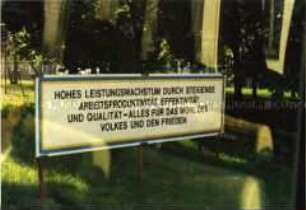 HOHES LEISTUNGSWACHSTUM DURCH STEIGENDE
ARBEITSPRODUKTIVITÄT, EFFEKTIVITÄT
UND QUALITÄT-ALLES FÜR DAS WOHL DES
VOLKES UND DEN FRIEDEN